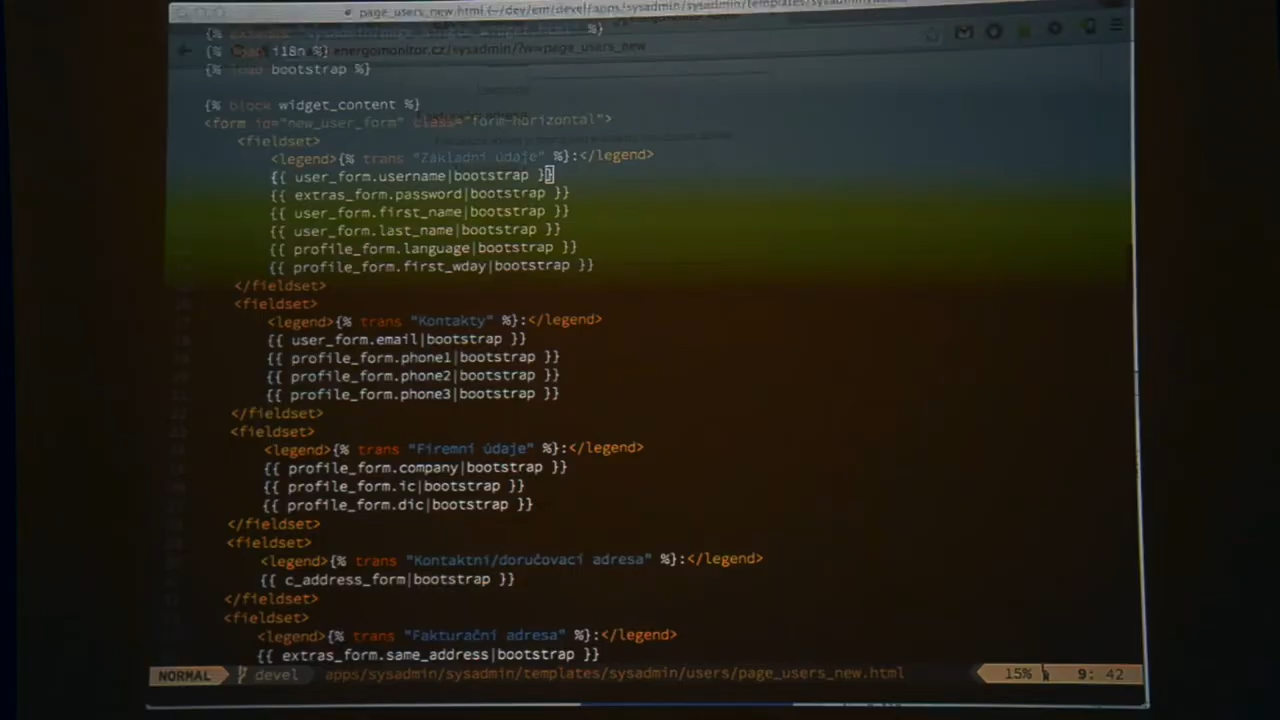 page_users_new.html (~/dev/em/devel/apps/sysadmin/sysadmin/templates/sysadmin/
energomonitor.cz/sysadmin/?w=page_users_new
i18n %}
{% load bootstrap %}
{% block widget_content %}
<form id="new_user_form" class="form-horizontal">
<fieldset>
<legend>{% trans "Základní údaje" %}:</legend>
{{ user_form.username|bootstrap }}
{{ extras_form.password|bootstrap }}
{{ user_form.first_name|bootstrap }}
{{ user_form.last_name|bootstrap }}
{{ profile_form.language|bootstrap }}
{{ profile_form.first_wday|bootstrap }}
</fieldset>
<fieldset>
<legend>{% trans "Kontakty" %}:</legend>
{{ user_form.email|bootstrap }}
{{ profile_form.phone1|bootstrap }}
{{ profile_form.phone2|bootstrap }}
{{ profile_form.phone3|bootstrap }}
</fieldset>
<fieldset>
<legend>{% trans "Firemní údaje" %}:</legend>
{{ profile_form.company|bootstrap }}
{{ profile_form.ic|bootstrap }}
{{ profile_form.dic|bootstrap }}
</fieldset>
<fieldset>
<legend>{% trans "Kontaktní/doručovací adresa" %}:</legend>
{{ c_address_form|bootstrap }}
</fieldset>
<fieldset>
<legend>{% trans "Fakturační adresa" %}:</legend>
{{ extras_form.same_address|bootstrap }}
NORMAL devel apps/sysadmin/sysadmin/templates/sysadmin/users/page_users_new.html 15% 9: 42